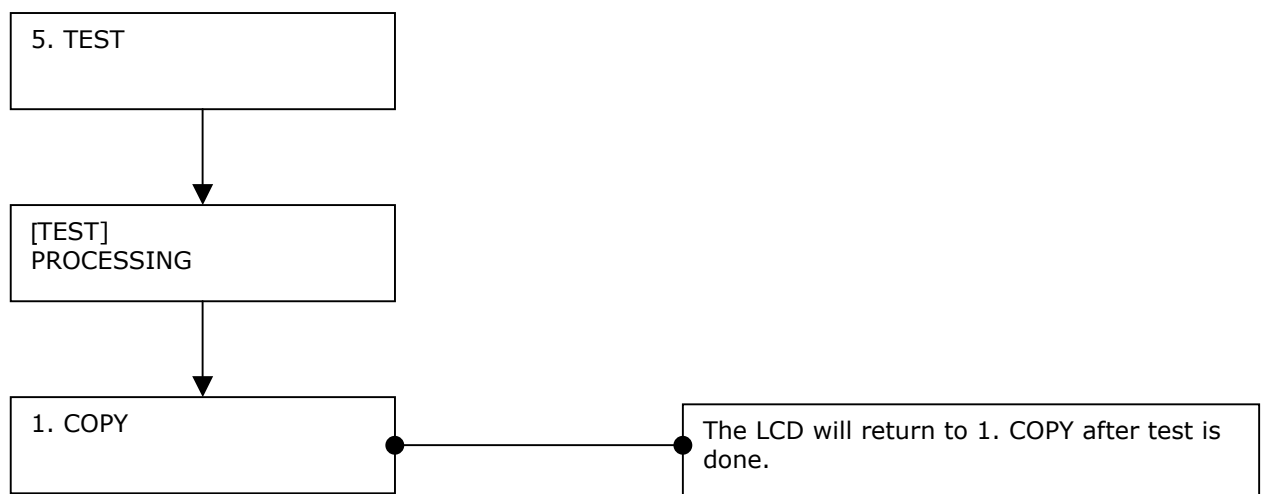 5. TEST
[TEST]
PROCESSING
1. COPY
The LCD will return to 1. COPY after test is
done.